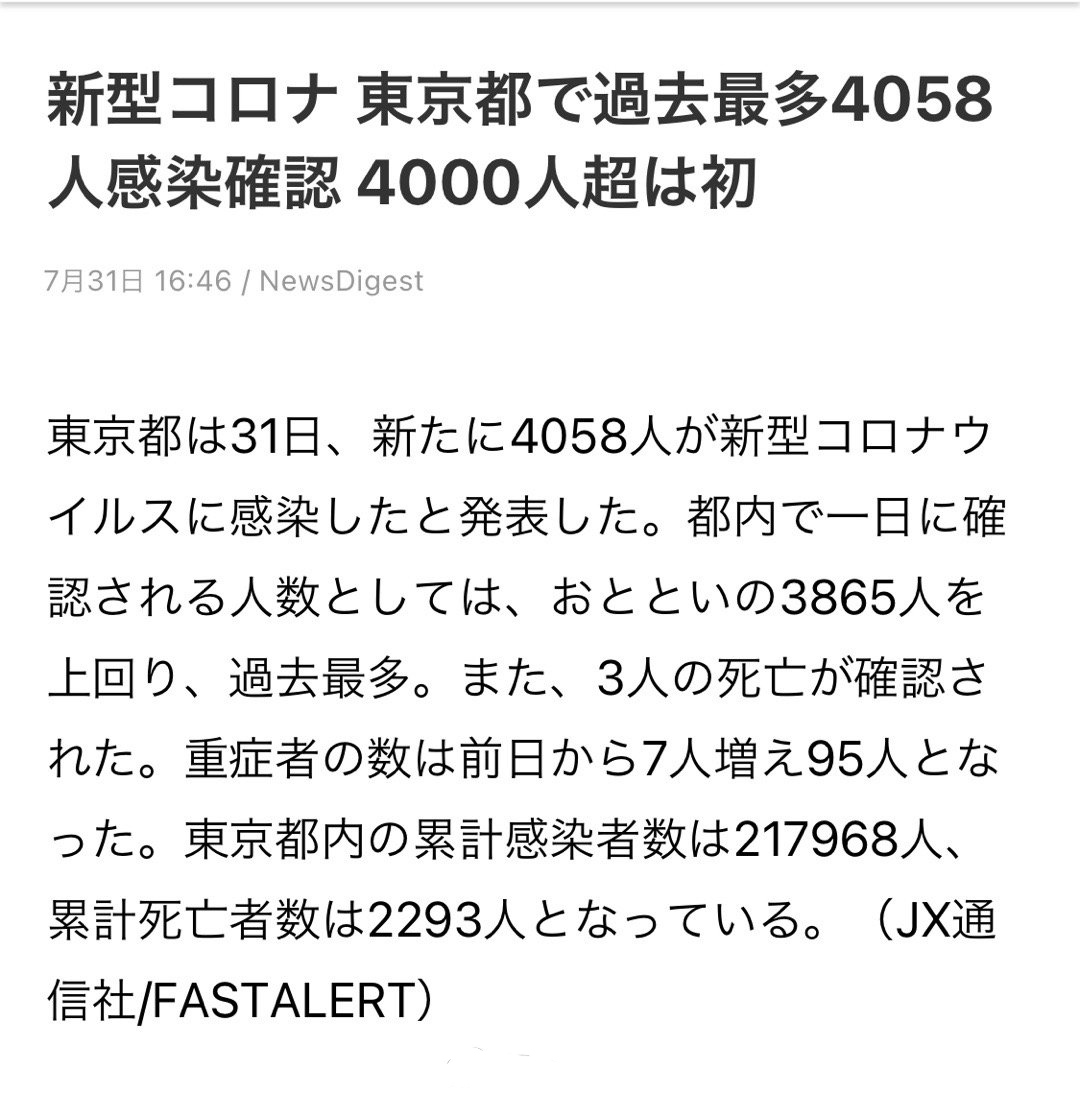 新型コロナ 東京都で過去最多4058
人感染確認 4000人超は初
7月31日 16:46 / NewsDigest
東京都は31日、新たに4058人が新型コロナウ
イルスに感染したと発表した。都内で一日に確
認される人数としては、おとといの3865人を
上回り、過去最多。また、3人の死亡が確認さ
れた。重症者の数は前日から7人増え95人とな
った。東京都内の累計感染者数は217968人、
累計死亡者数は2293人となっている。（JX通
信社/FASTALERT）